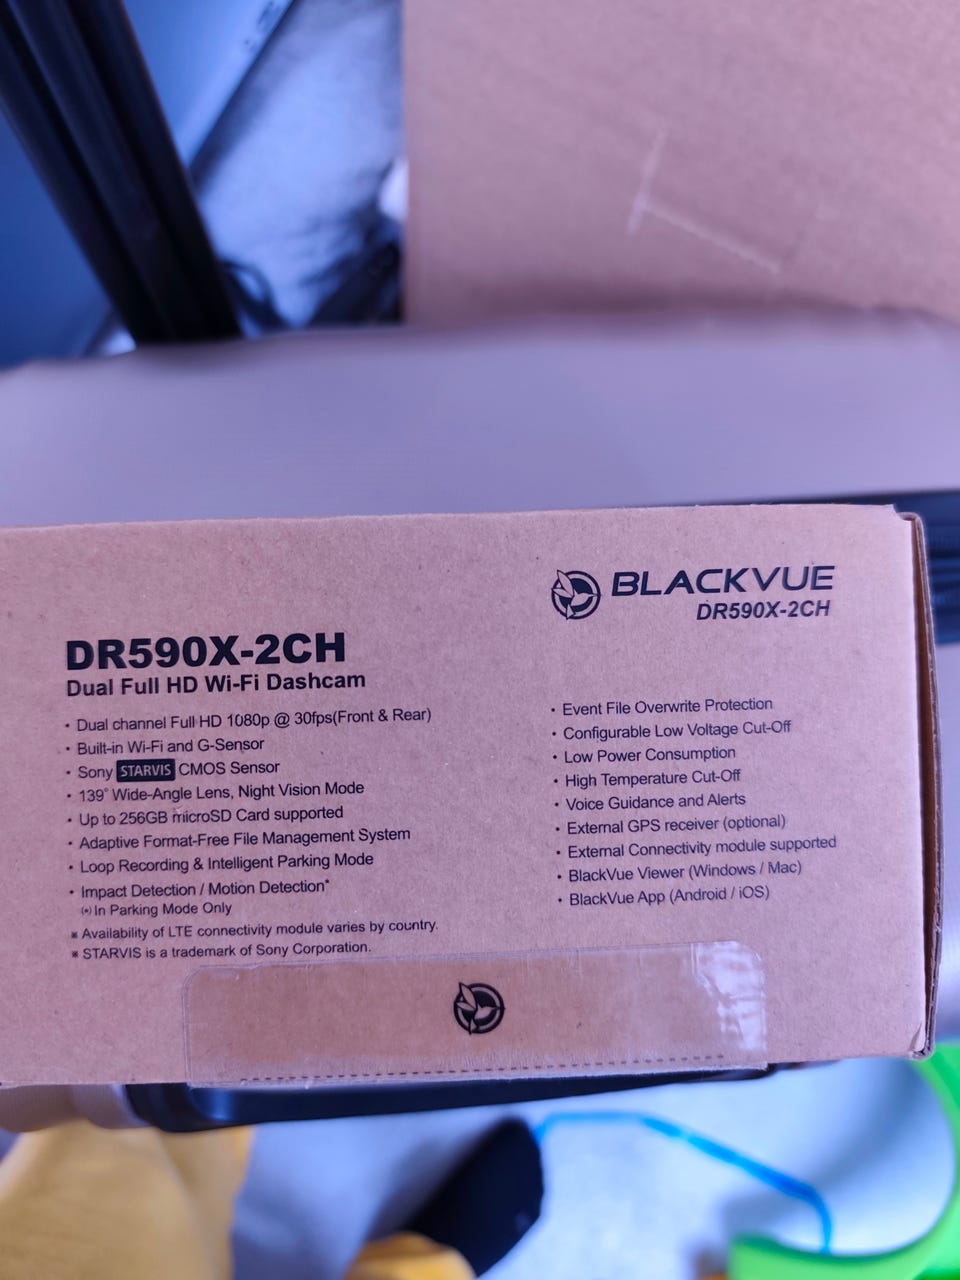 BLACKVUE
DR590X-2CH
DR590X-2CH
Dual Full HD Wi-Fi Dashcam
• Dual channel Full HD 1080p @ 30fps(Front & Rear)
• Built-in Wi-Fi and G-Sensor
• Sony STARVIS CMOS Sensor
• 139° Wide-Angle Lens, Night Vision Mode
• Up to 256GB microSD Card supported
• Adaptive Format-Free File Management System
• Loop Recording & Intelligent Parking Mode
• Impact Detection / Motion Detection*
(*) In Parking Mode Only
※ Availability of LTE connectivity module varies by country.
※ STARVIS is a trademark of Sony Corporation.
• Event File Overwrite Protection
• Configurable Low Voltage Cut-Off
• Low Power Consumption
• High Temperature Cut-Off
• Voice Guidance and Alerts
• External GPS receiver (optional)
• External Connectivity module supported
• BlackVue Viewer (Windows / Mac)
• BlackVue App (Android / iOS)